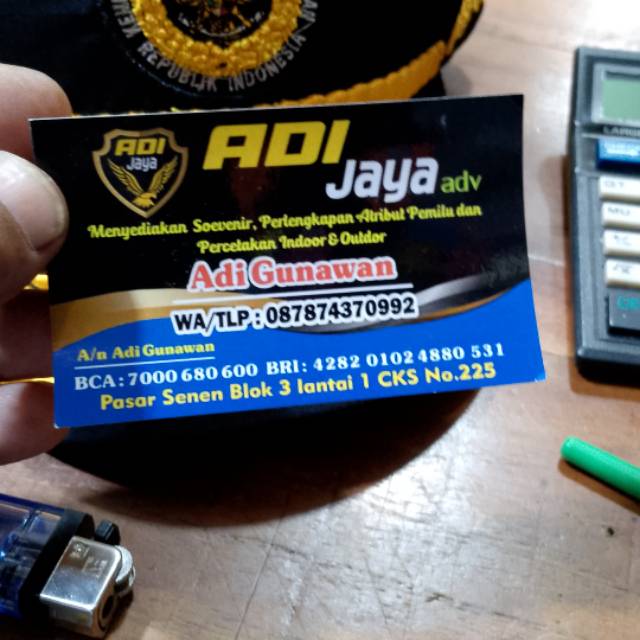 REPUBLIK INDONESIA
ADI
Jaya
ADI
Jaya adv
Menyediakan Soevenir, Perlengkapan Atribut Pemilu dan
Percetakan Indoor & Outdor
Adi Gunawan
WA/TLP : 087874370992
A/n Adi Gunawan
BCA : 7000 680 600 BRI : 4282 0102 4880 531
Pasar Senen Blok 3 lantai 1 CKS No.225